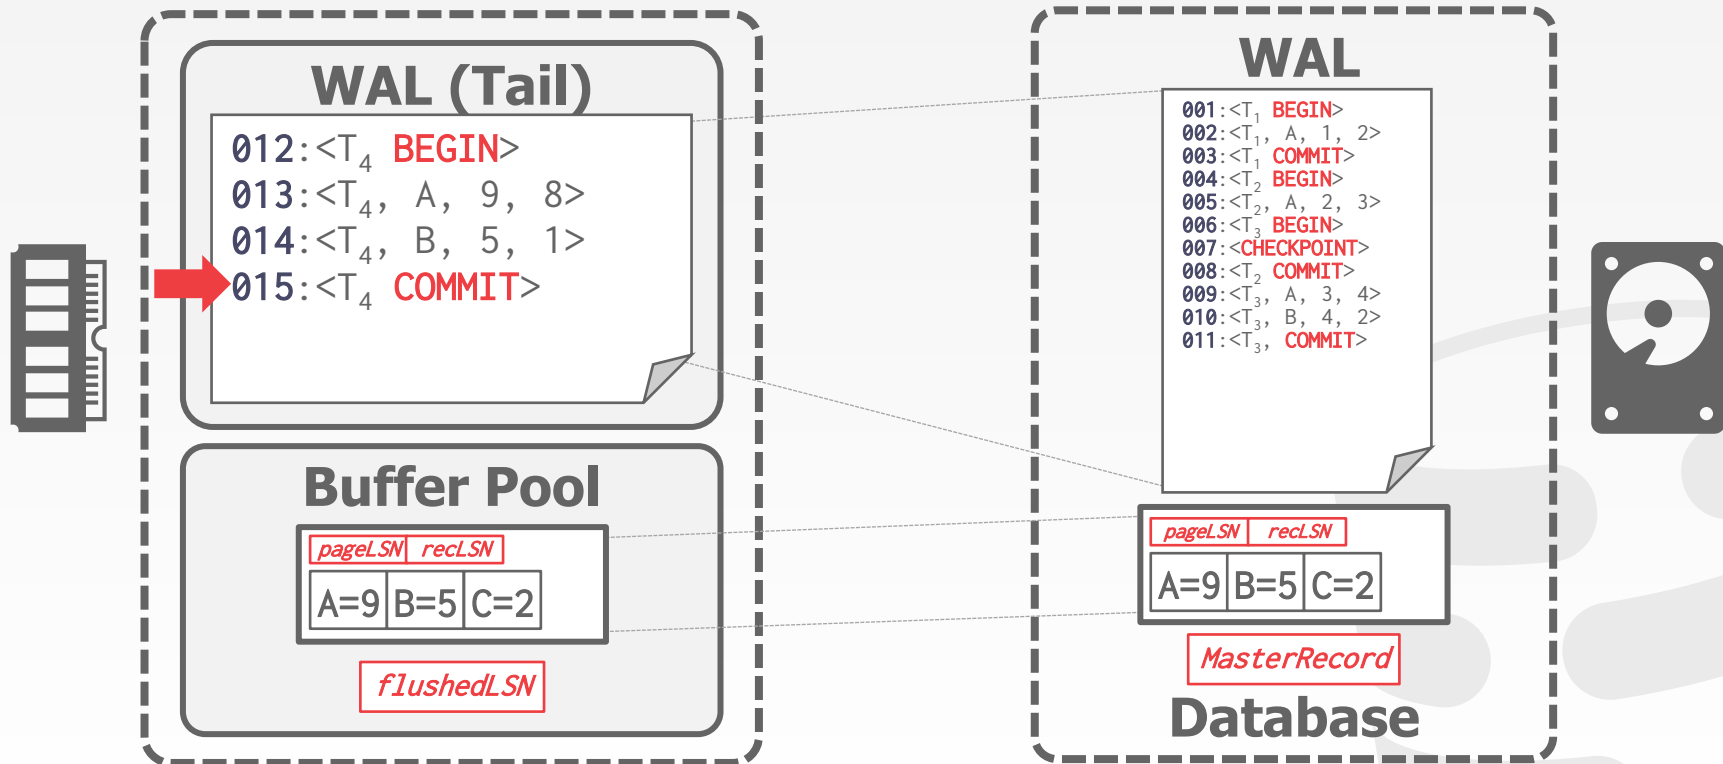 WAL (Tail)
012:<T4 BEGIN>
013:<T4, A, 9, 8>
014:<T4, B, 5, 1>
015:<T4 COMMIT>
Buffer Pool
pageLSN recLSN
A=9 B=5 C=2
flushedLSN
WAL
001:<T1 BEGIN>
002:<T1, A, 1, 2>
003:<T1 COMMIT>
004:<T2 BEGIN>
005:<T2, A, 2, 3>
006:<T3 BEGIN>
007:<CHECKPOINT>
008:<T2 COMMIT>
009:<T3, A, 3, 4>
010:<T3, B, 4, 2>
011:<T3, COMMIT>
pageLSN recLSN
A=9 B=5 C=2
MasterRecord
Database